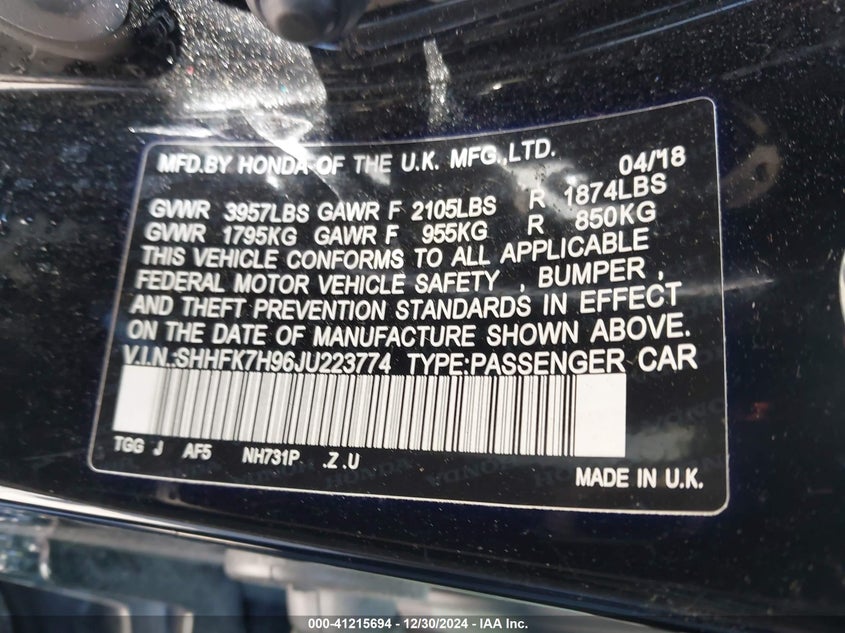 MFD.BY HONDA OF THE U.K. MFG.,LTD. 04/18
GVWR 3957LBS GAWR F 2105LBS R 1874LBS
GVWR 1795KG GAWR F 955KG R 850KG
THIS VEHICLE CONFORMS TO ALL APPLICABLE
FEDERAL MOTOR VEHICLE SAFETY , BUMPER ,
AND THEFT PREVENTION STANDARDS IN EFFECT
ON THE DATE OF MANUFACTURE SHOWN ABOVE.
V.I.N.:SHHFK7H96JU223774 TYPE:PASSENGER CAR
TGG J AF5 NH731P .Z .U
MADE IN U.K.
000-41215694 - 12/30/2024 - IAA Inc.